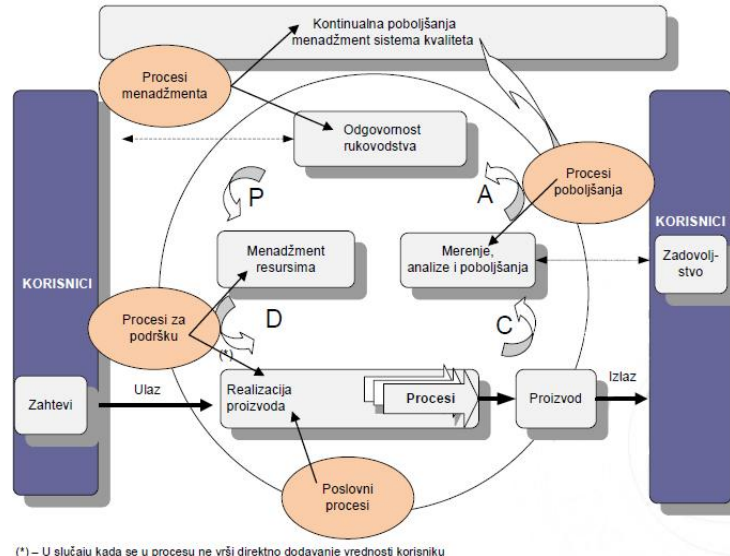 Kontinualna poboljšanja
menadžment sistema kvaliteta
Procesi
menadžmenta
Odgovornost
rukovodstva
Procesi
poboljšanja
P
A
KORISNICI
KORISNICI
Menadžment
resursima
Merenje,
analize i poboljšanja
Zadovolj-
stvo
Procesi za
podršku
D
C
(*)
Zahtevi
Ulaz
Realizacija
proizvoda
Procesi
Proizvod
Izlaz
Poslovni
procesi
(*) – U slučaju kada se u procesu ne vrši direktno dodavanje vrednosti korisniku